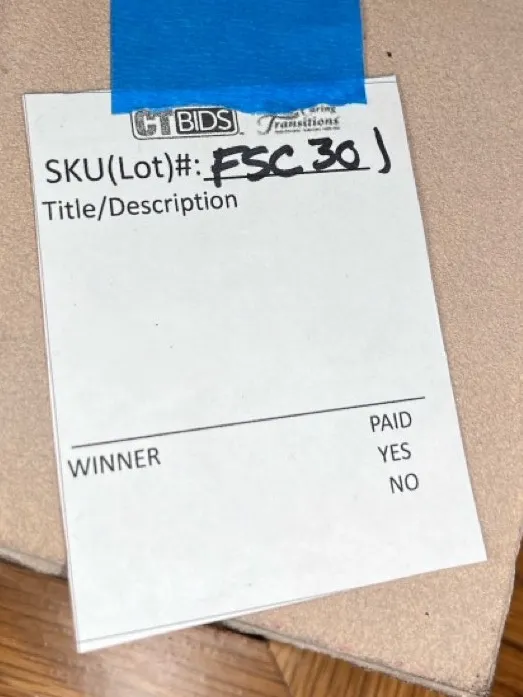 CTBIDS Caring
Transitions
SKU(Lot)#: FSC 30 J
Title/Description
PAID
WINNER YES
NO